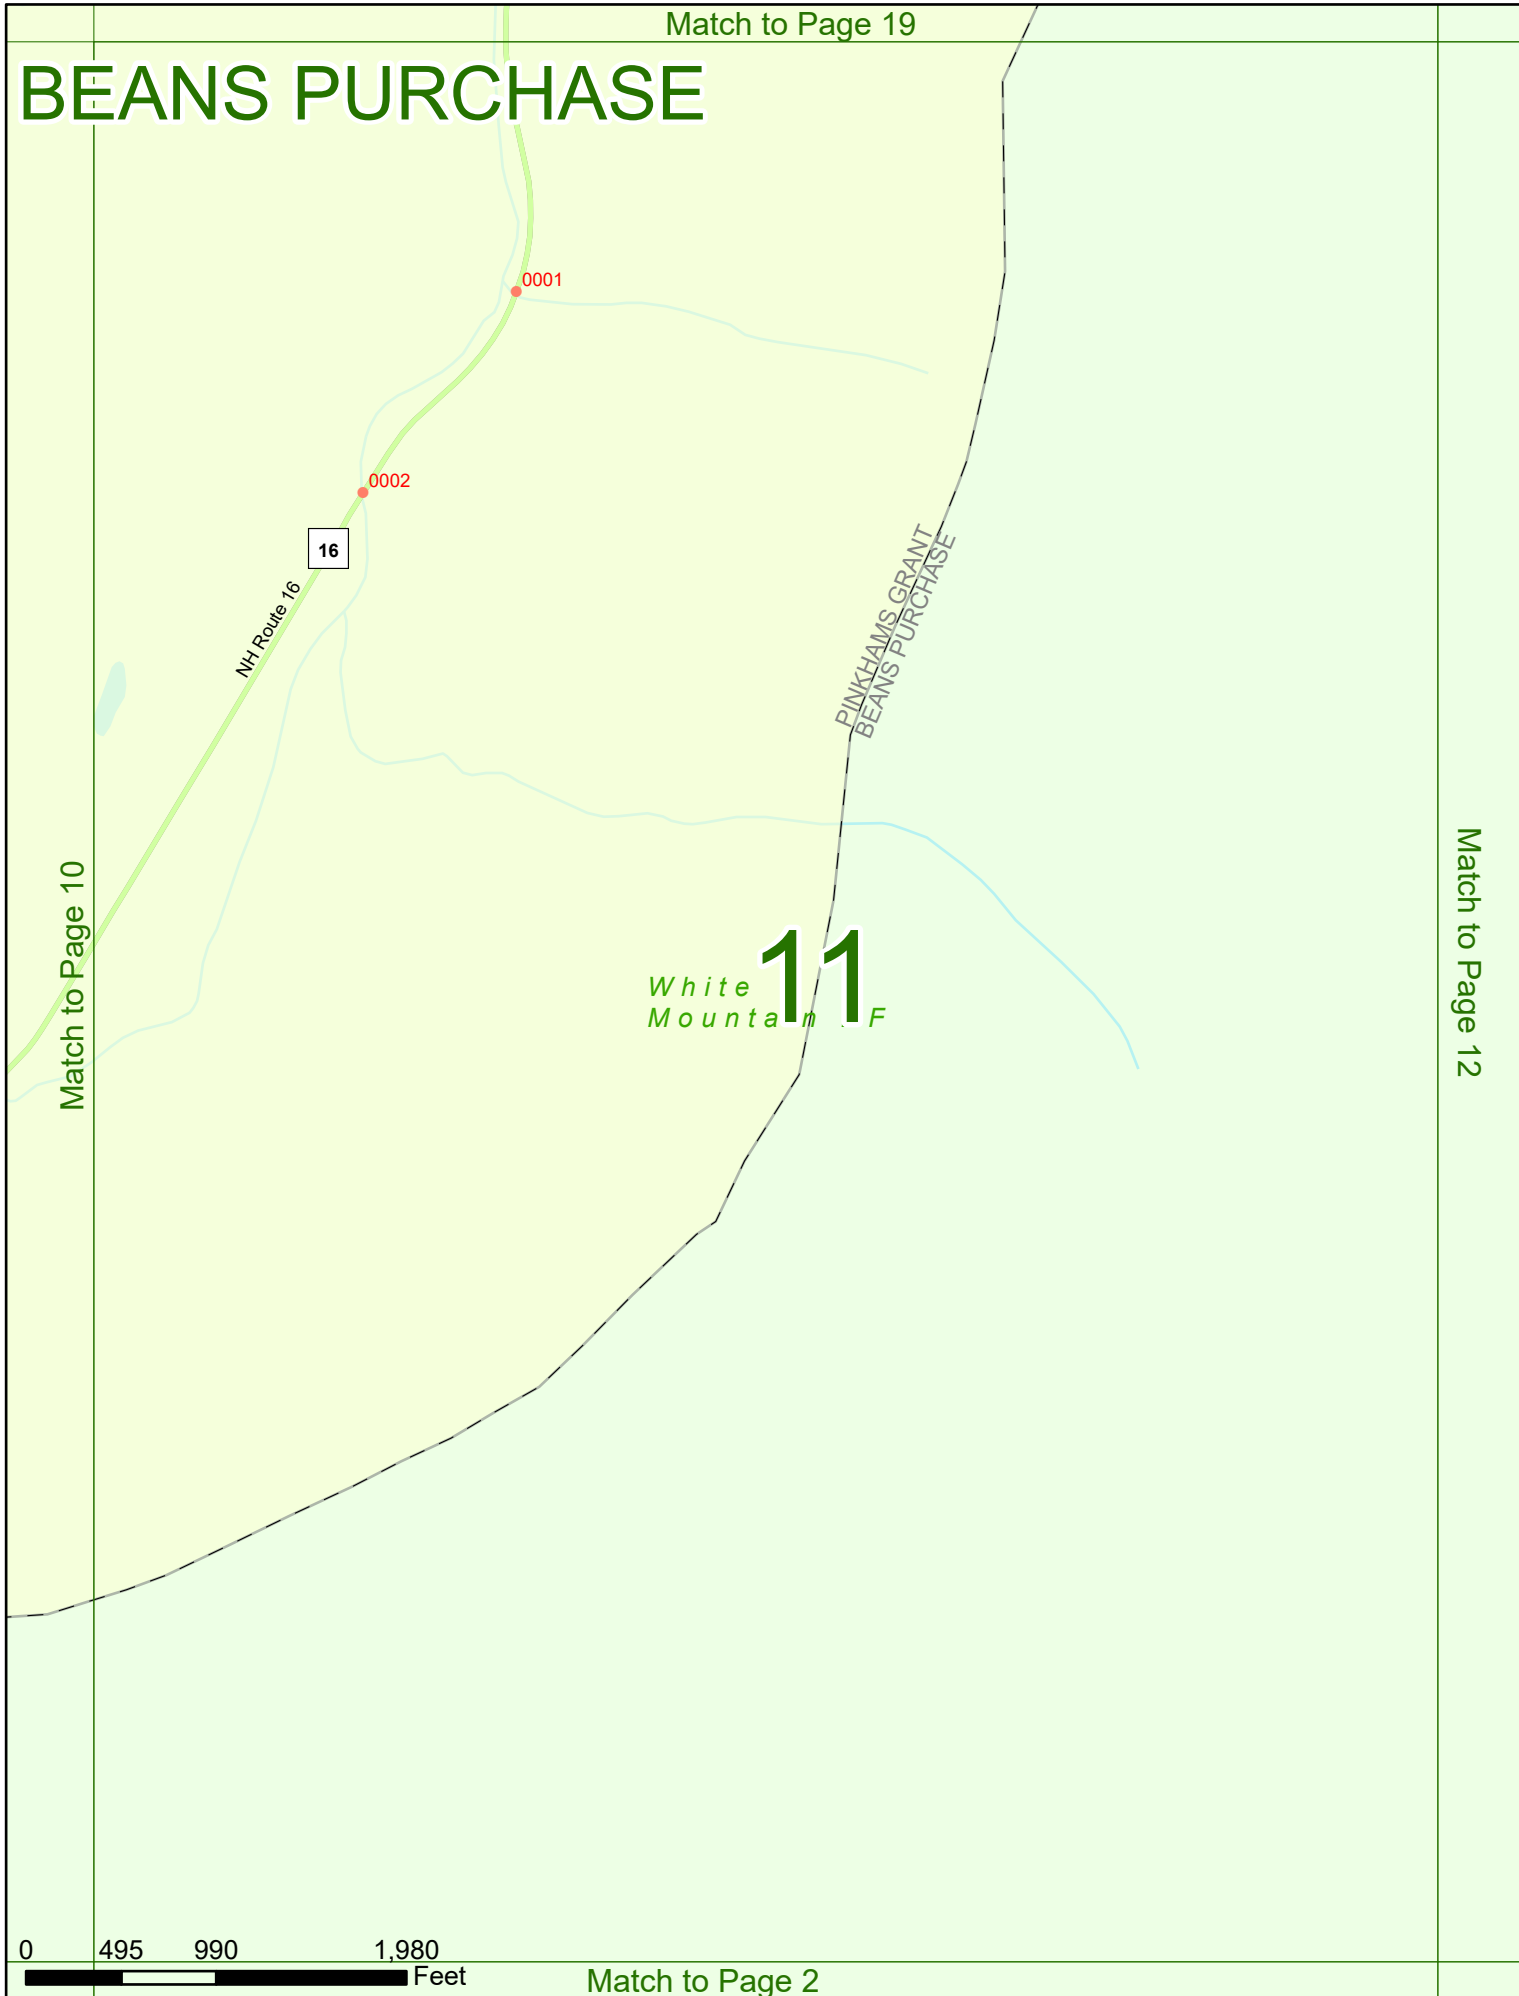 Match to Page 19
BEANS PURCHASE
0001
0002
16
NH Route 16
PINKHAMS GRANT
BEANS PURCHASE
Match to Page 10
Match to Page 12
11
White
Mountain F
0 495 990 1,980
Feet
Match to Page 2